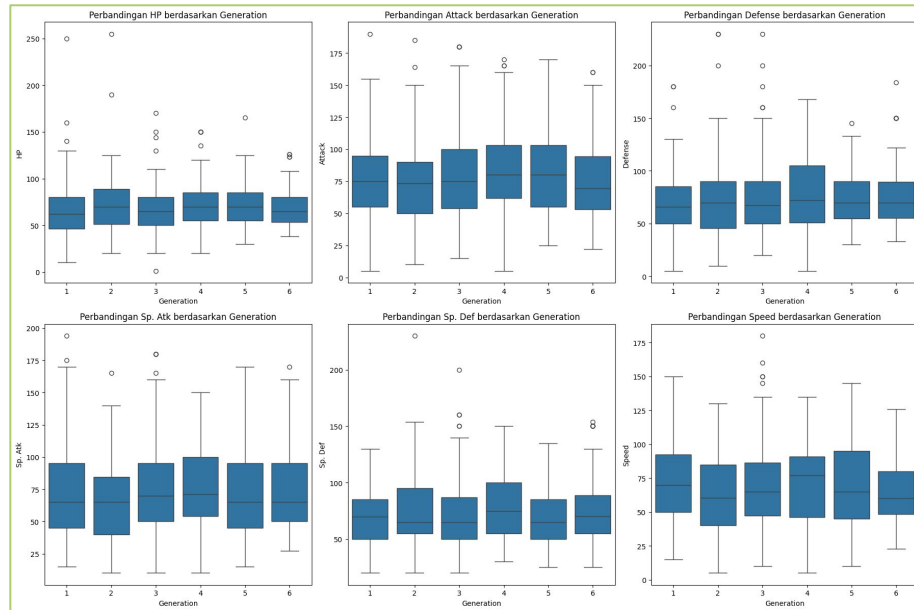 Perbandingan HP berdasarkan Generation
250
200
150
100
50
0
HP
1 2 3 4 5 6
Generation
Perbandingan Attack berdasarkan Generation
175
150
125
100
75
50
25
0
Attack
1 2 3 4 5 6
Generation
Perbandingan Defense berdasarkan Generation
200
150
100
50
0
Defense
1 2 3 4 5 6
Generation
Perbandingan Sp. Atk berdasarkan Generation
200
175
150
125
100
75
50
25
Sp. Atk
1 2 3 4 5 6
Generation
Perbandingan Sp. Def berdasarkan Generation
200
150
100
50
Sp. Def
1 2 3 4 5 6
Generation
Perbandingan Speed berdasarkan Generation
175
150
125
100
75
50
25
0
Speed
1 2 3 4 5 6
Generation